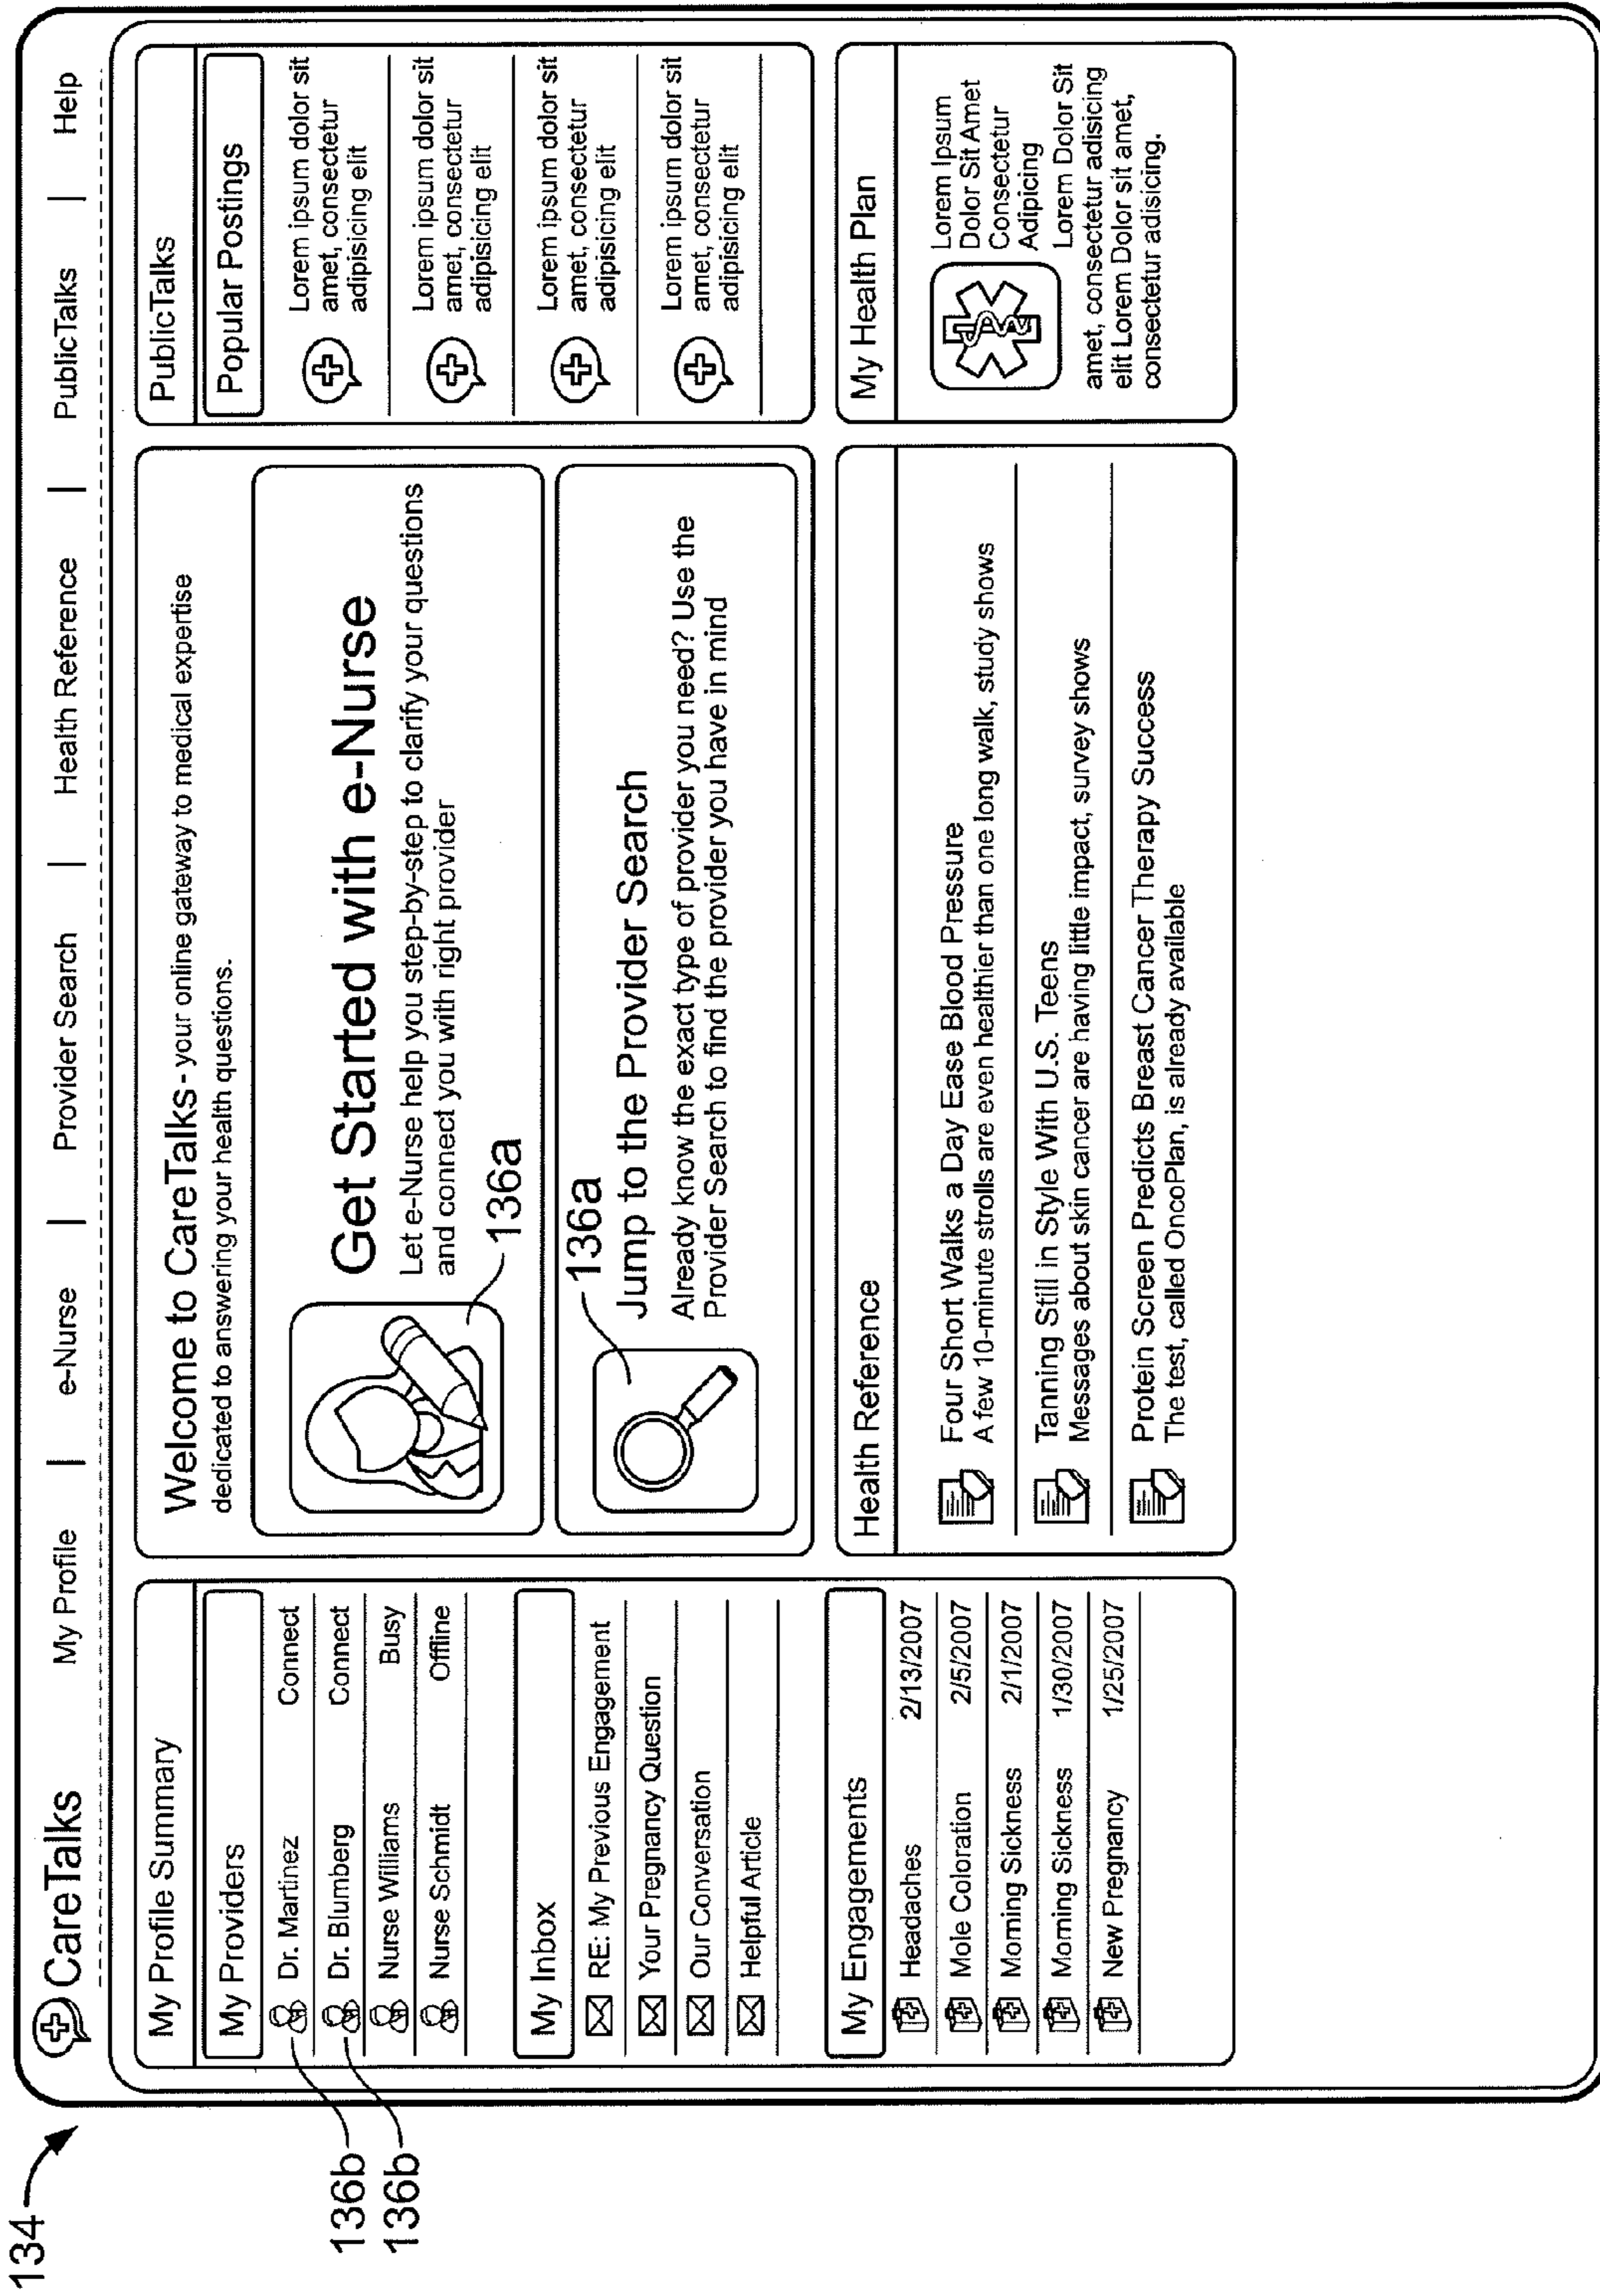 134
CareTalks
My Profile | e-Nurse | Provider Search | Health Reference | PublicTalks | Help
My Profile Summary
My Providers
Dr. Martinez Connect
Dr. Blumberg Connect
Nurse Williams Busy
Nurse Schmidt Offline
136b
136b
My Inbox
RE: My Previous Engagement
Your Pregnancy Question
Our Conversation
Helpful Article
My Engagements
Headaches 2/13/2007
Mole Coloration 2/5/2007
Morning Sickness 2/1/2007
Morning Sickness 1/30/2007
New Pregnancy 1/25/2007
Welcome to CareTalks- your online gateway to medical expertise
dedicated to answering your health questions.
Get Started with e-Nurse
Let e-Nurse help you step-by-step to clarify your questions
and connect you with right provider
136a
136a
Jump to the Provider Search
Already know the exact type of provider you need? Use the
Provider Search to find the provider you have in mind
Health Reference
Four Short Walks a Day Ease Blood Pressure
A few 10-minute strolls are even healthier than one long walk, study shows
Tanning Still in Style With U.S. Teens
Messages about skin cancer are having little impact, survey shows
Protein Screen Predicts Breast Cancer Therapy Success
The test, called OncoPlan, is already available
PublicTalks
Popular Postings
Lorem ipsum dolor sit
amet, consectetur
adipisicing elit
Lorem ipsum dolor sit
amet, consectetur
adipisicing elit
Lorem ipsum dolor sit
amet, consectetur
adipisicing elit
Lorem ipsum dolor sit
amet, consectetur
adipisicing elit
My Health Plan
Lorem Ipsum
Dolor Sit Amet
Consectetur
Adipicing
Lorem Dolor Sit
amet, consectetur adisicing
elit Lorem Dolor sit amet,
consectetur adisicing.